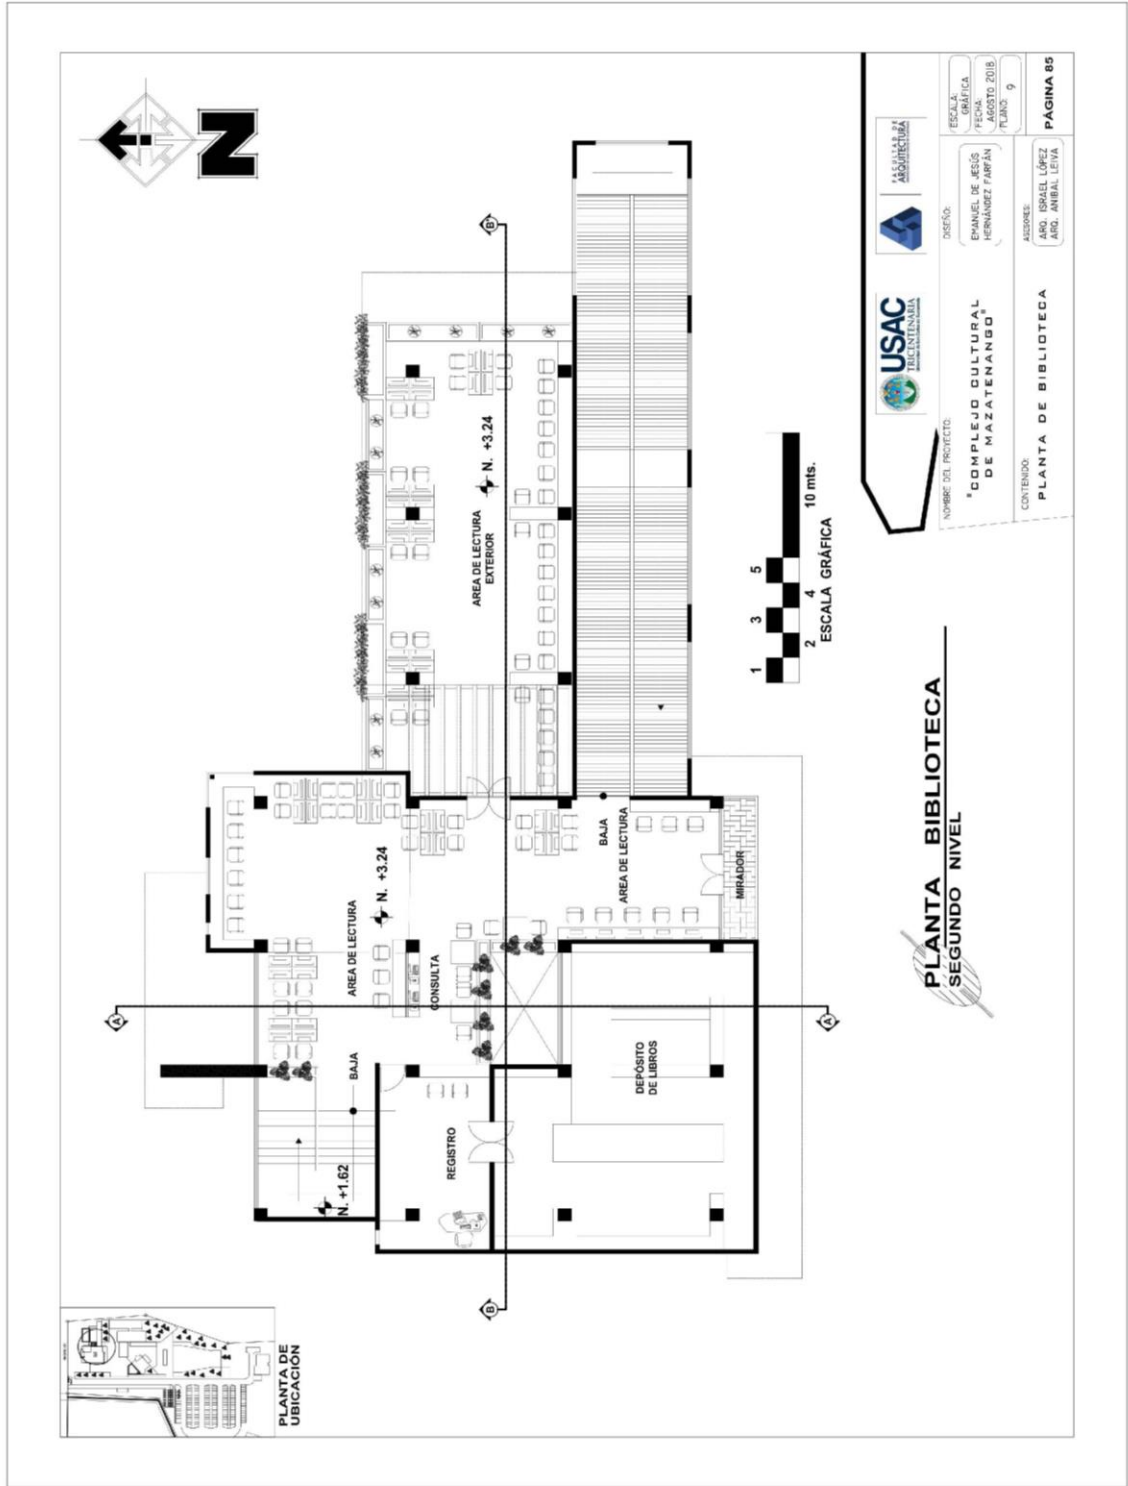 N
PLANTA DE
UBICACIÓN
N. +1.62
BAJA
AREA DE LECTURA
N. +3.24
REGISTRO
CONSULTA
DEPÓSITO
DE LIBROS
BAJA
AREA DE LECTURA
MIRADOR
AREA DE LECTURA
EXTERIOR
N. +3.24
A'
A
B
B'
PLANTA BIBLIOTECA
SEGUNDO NIVEL
1 3 5
2 4 10 mts.
ESCALA GRÁFICA
USAC
TRICENTENARIA
FACULTAD DE
ARQUITECTURA
NOMBRE DEL PROYECTO:
"COMPLEJO CULTURAL
DE MAZATENANGO"
DISEÑO:
EMANUEL DE JESÚS
HERNÁNDEZ FARFÁN
ESCALA:
GRÁFICA
FECHA:
AGOSTO 2018
PLANO:
9
CONTENIDO:
PLANTA DE BIBLIOTECA
ASESORES:
ARQ. ISRAEL LÓPEZ
ARQ. ANIBAL LEIVA
PÁGINA 85